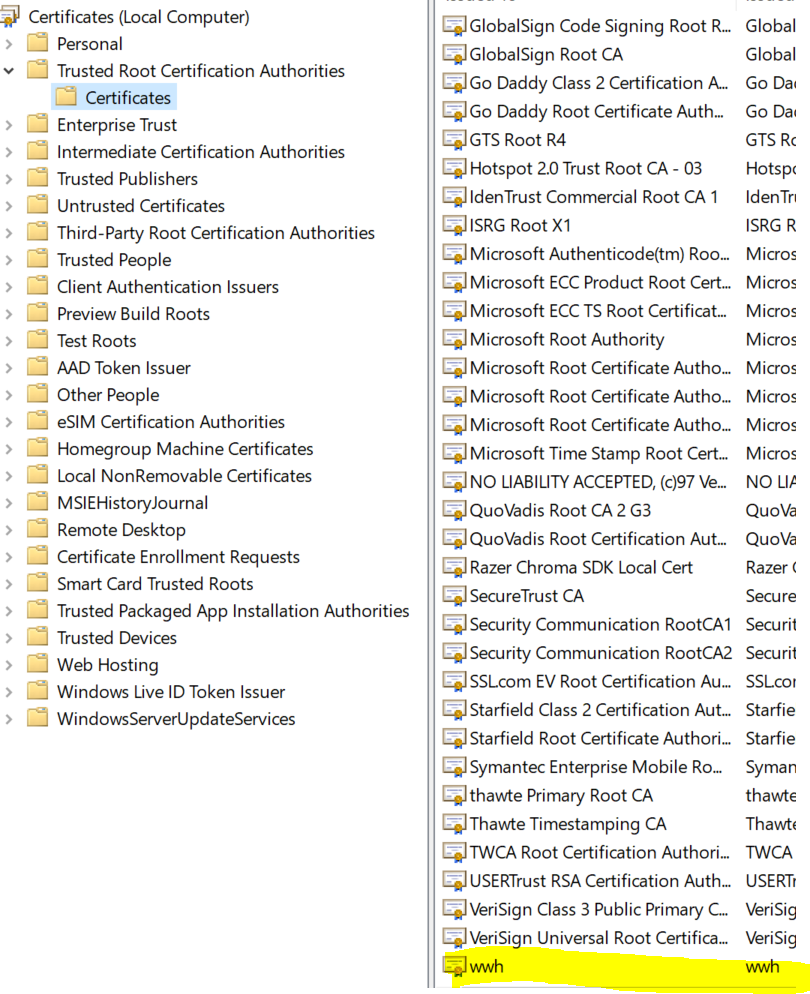 Certificates (Local Computer)
Personal
Trusted Root Certification Authorities
Certificates
Enterprise Trust
Intermediate Certification Authorities
Trusted Publishers
Untrusted Certificates
Third-Party Root Certification Authorities
Trusted People
Client Authentication Issuers
Preview Build Roots
Test Roots
AAD Token Issuer
Other People
eSIM Certification Authorities
Homegroup Machine Certificates
Local NonRemovable Certificates
MSIEHistoryJournal
Remote Desktop
Certificate Enrollment Requests
Smart Card Trusted Roots
Trusted Packaged App Installation Authorities
Trusted Devices
Web Hosting
Windows Live ID Token Issuer
WindowsServerUpdateServices
GlobalSign Code Signing Root R... Global
GlobalSign Root CA Global
Go Daddy Class 2 Certification A... Go Da
Go Daddy Root Certificate Auth... Go Da
GTS Root R4 GTS Ro
Hotspot 2.0 Trust Root CA - 03 Hotsp
IdenTrust Commercial Root CA 1 IdenTr
ISRG Root X1 ISRG R
Microsoft Authenticode(tm) Roo... Micros
Microsoft ECC Product Root Cert... Micros
Microsoft ECC TS Root Certificat... Micros
Microsoft Root Authority Micros
Microsoft Root Certificate Autho... Micros
Microsoft Root Certificate Autho... Micros
Microsoft Root Certificate Autho... Micros
Microsoft Time Stamp Root Cert... Micros
NO LIABILITY ACCEPTED, (c)97 Ve... NO LIA
QuoVadis Root CA 2 G3 QuoVa
QuoVadis Root Certification Aut... QuoVa
Razer Chroma SDK Local Cert Razer
SecureTrust CA Secure
Security Communication RootCA1 Securit
Security Communication RootCA2 Securit
SSL.com EV Root Certification Au... SSL.co
Starfield Class 2 Certification Aut... Starfie
Starfield Root Certificate Authori... Starfie
Symantec Enterprise Mobile Ro... Syman
thawte Primary Root CA thawte
Thawte Timestamping CA Thawt
TWCA Root Certification Authori... TWCA
USERTrust RSA Certification Auth... USERTr
VeriSign Class 3 Public Primary C... VeriSig
VeriSign Universal Root Certifica... VeriSig
wwh wwh